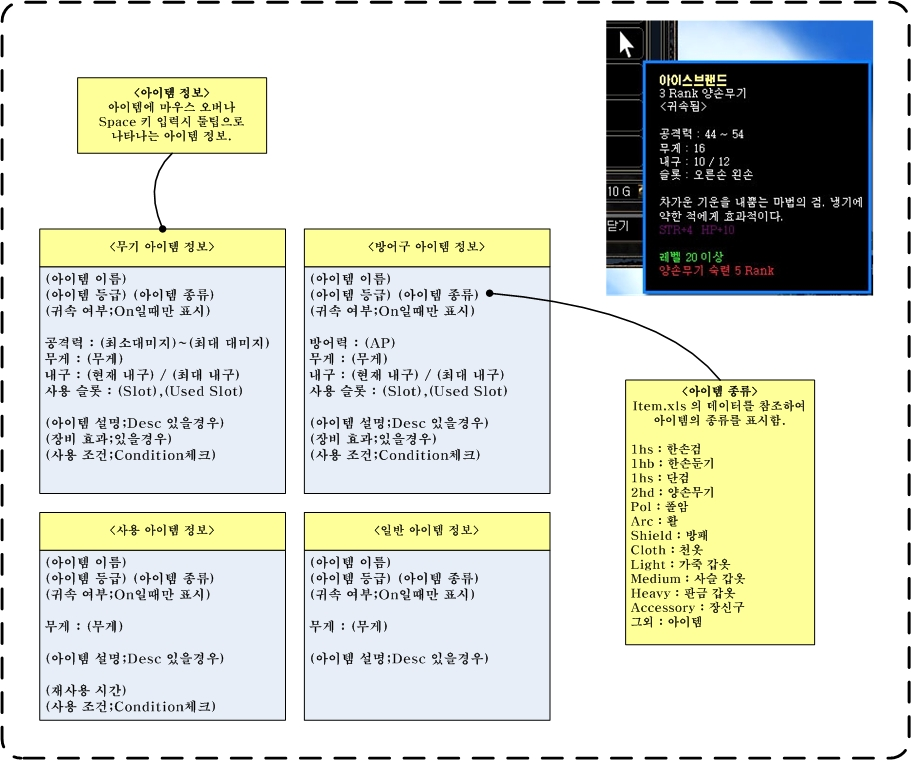 <아이템 정보>
아이템에 마우스 오버나
Space 키 입력시 툴팁으로
나타나는 아이템 정보.
아이스브랜드
3 Rank 양손무기
<귀속됨>
공격력 : 44 ~ 54
무게 : 16
내구 : 10 / 12
슬롯 : 오른손 왼손
차가운 기운을 내뿜는 마법의 검. 냉기에
약한 적에게 효과적이다.
STR+4 HP+10
레벨 20 이상
양손무기 숙련 5 Rank
10 G
닫기
<무기 아이템 정보>
(아이템 이름)
(아이템 등급) (아이템 종류)
(귀속 여부;On일때만 표시)
공격력 : (최소대미지)~(최대 대미지)
무게 : (무게)
내구 : (현재 내구) / (최대 내구)
사용 슬롯 : (Slot),(Used Slot)
(아이템 설명;Desc 있을경우)
(장비 효과;있을경우)
(사용 조건;Condition체크)
<방어구 아이템 정보>
(아이템 이름)
(아이템 등급) (아이템 종류)
(귀속 여부;On일때만 표시)
방어력 : (AP)
무게 : (무게)
내구 : (현재 내구) / (최대 내구)
사용 슬롯 : (Slot),(Used Slot)
(아이템 설명;Desc 있을경우)
(장비 효과;있을경우)
(사용 조건;Condition체크)
<아이템 종류>
Item.xls 의 데이터를 참조하여
아이템의 종류를 표시함.
1hs : 한손검
1hb : 한손둔기
1hs : 단검
2hd : 양손무기
Pol : 폴암
Arc : 활
Shield : 방패
Cloth : 천옷
Light : 가죽 갑옷
Medium : 사슬 갑옷
Heavy : 판금 갑옷
Accessory : 장신구
그외 : 아이템
<사용 아이템 정보>
(아이템 이름)
(아이템 등급) (아이템 종류)
(귀속 여부;On일때만 표시)
무게 : (무게)
(아이템 설명;Desc 있을경우)
(재사용 시간)
(사용 조건;Condition체크)
<일반 아이템 정보>
(아이템 이름)
(아이템 등급) (아이템 종류)
(귀속 여부;On일때만 표시)
무게 : (무게)
(아이템 설명;Desc 있을경우)